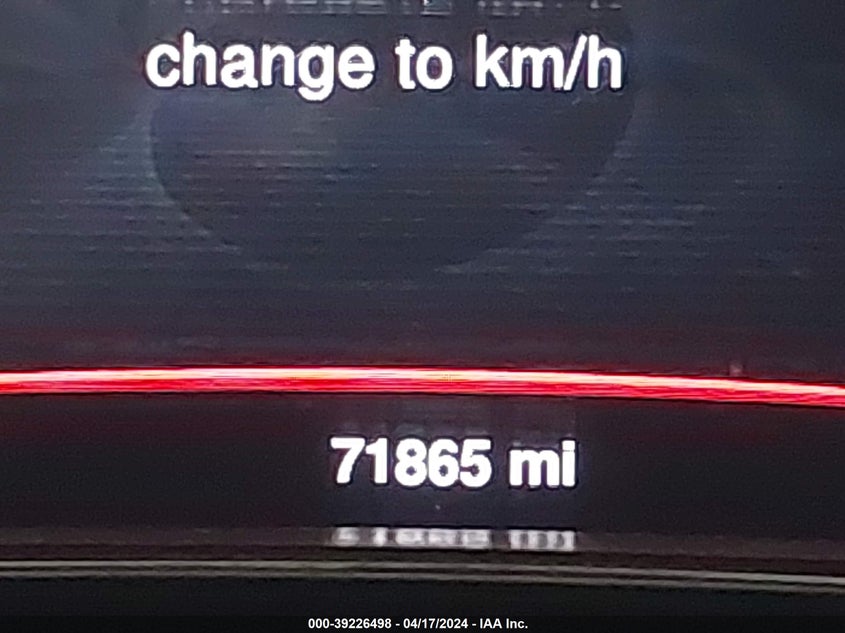 change to km/h
71865 mi
000-39226498 - 04/17/2024 - IAA Inc.